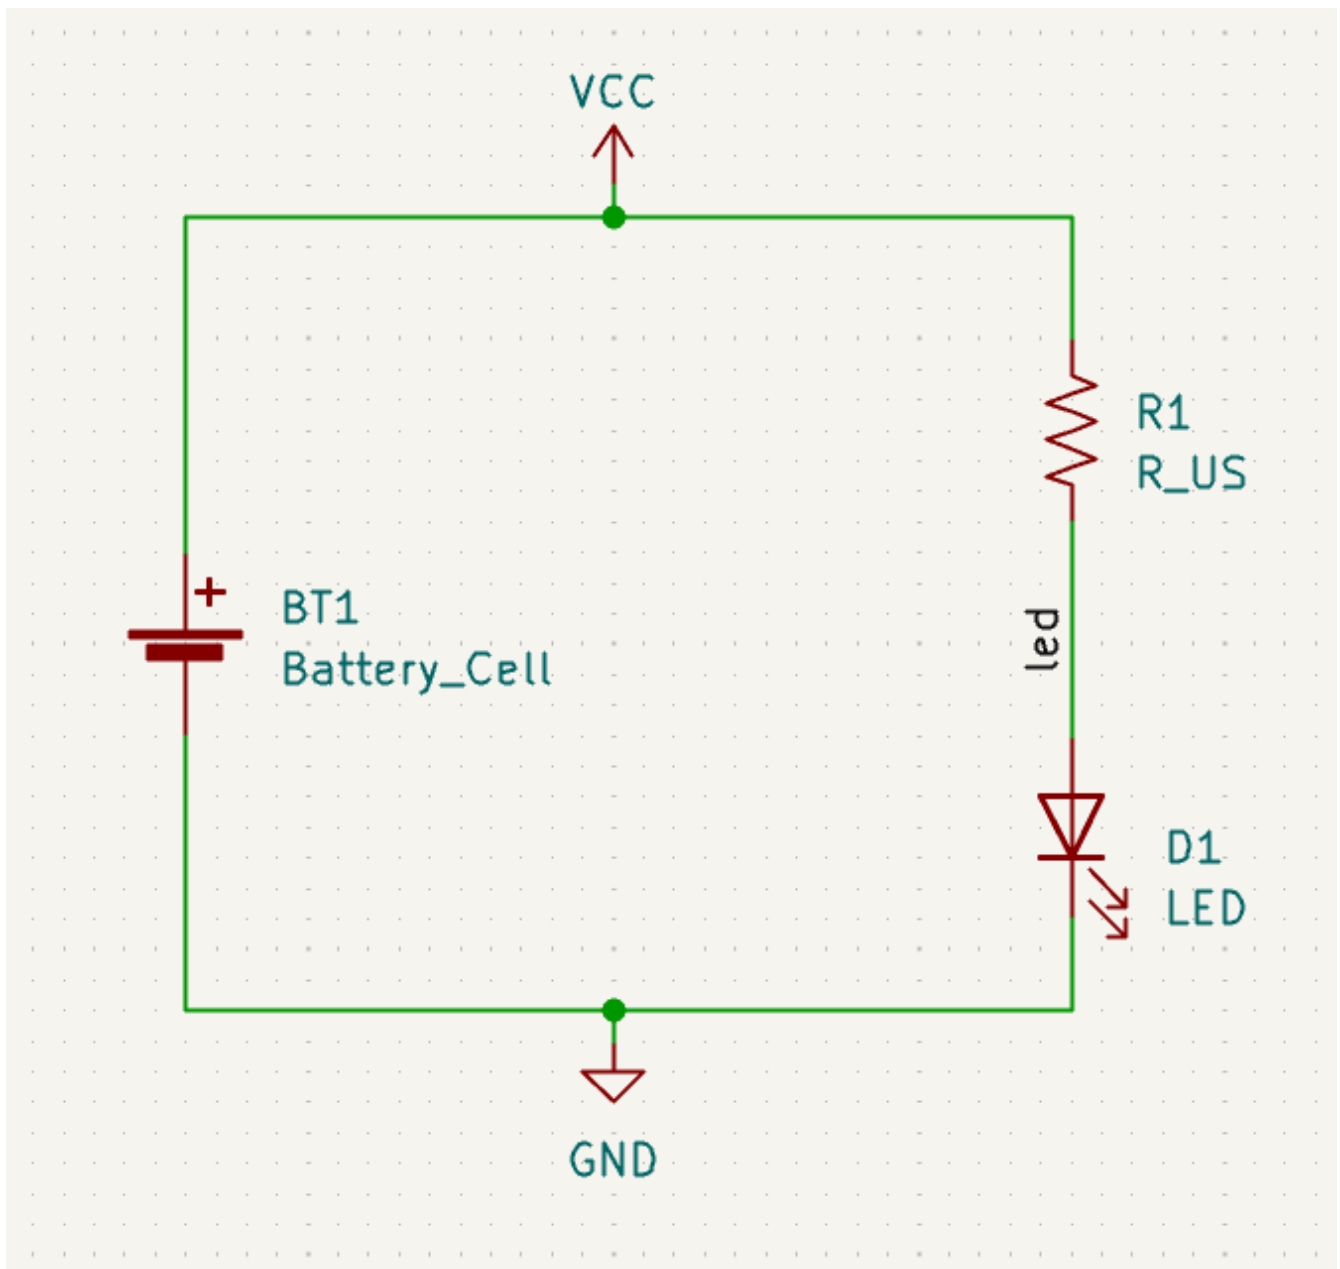 VCC
R1
R_US
+
BT1
Battery_Cell
led
D1
LED
GND